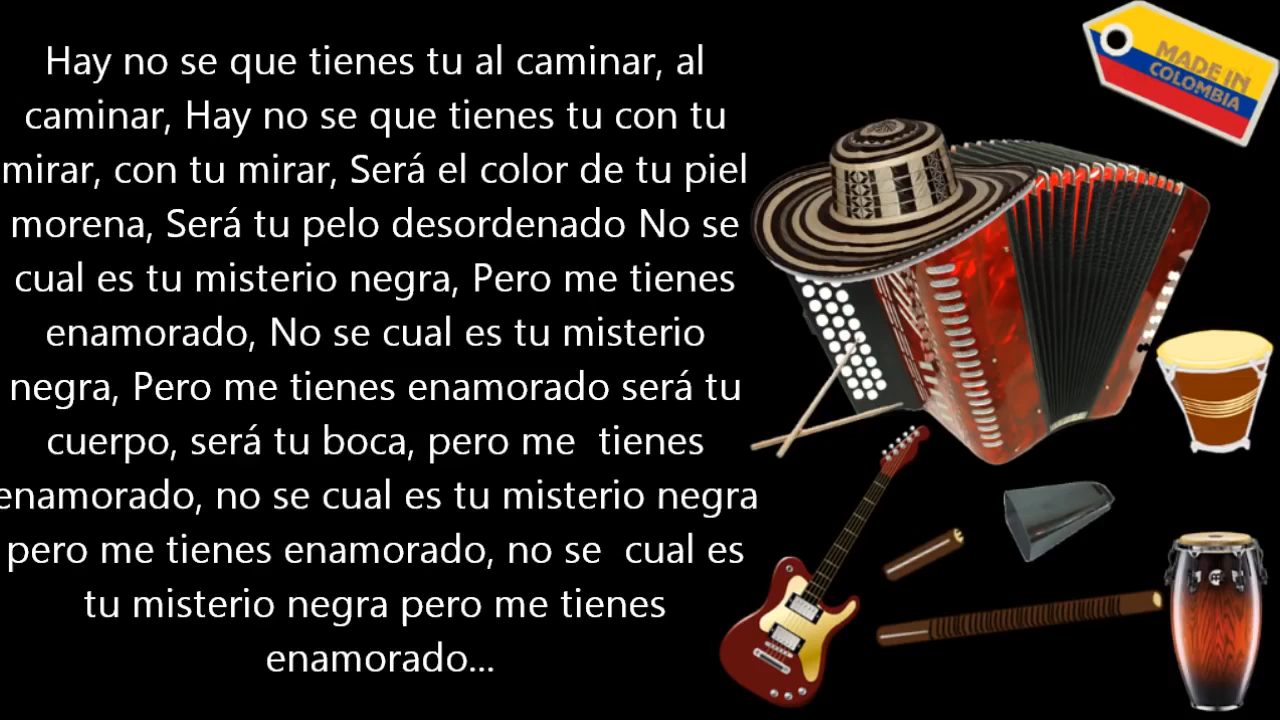 Hay no se que tienes tu al caminar, al
caminar, Hay no se que tienes tu con tu
mirar, con tu mirar, Será el color de tu piel
morena, Será tu pelo desordenado No se
cual es tu misterio negra, Pero me tienes
enamorado, No se cual es tu misterio
negra, Pero me tienes enamorado será tu
cuerpo, será tu boca, pero me  tienes
enamorado, no se cual es tu misterio negra
pero me tienes enamorado, no se  cual es
tu misterio negra pero me tienes
enamorado...
MADE IN
COLOMBIA